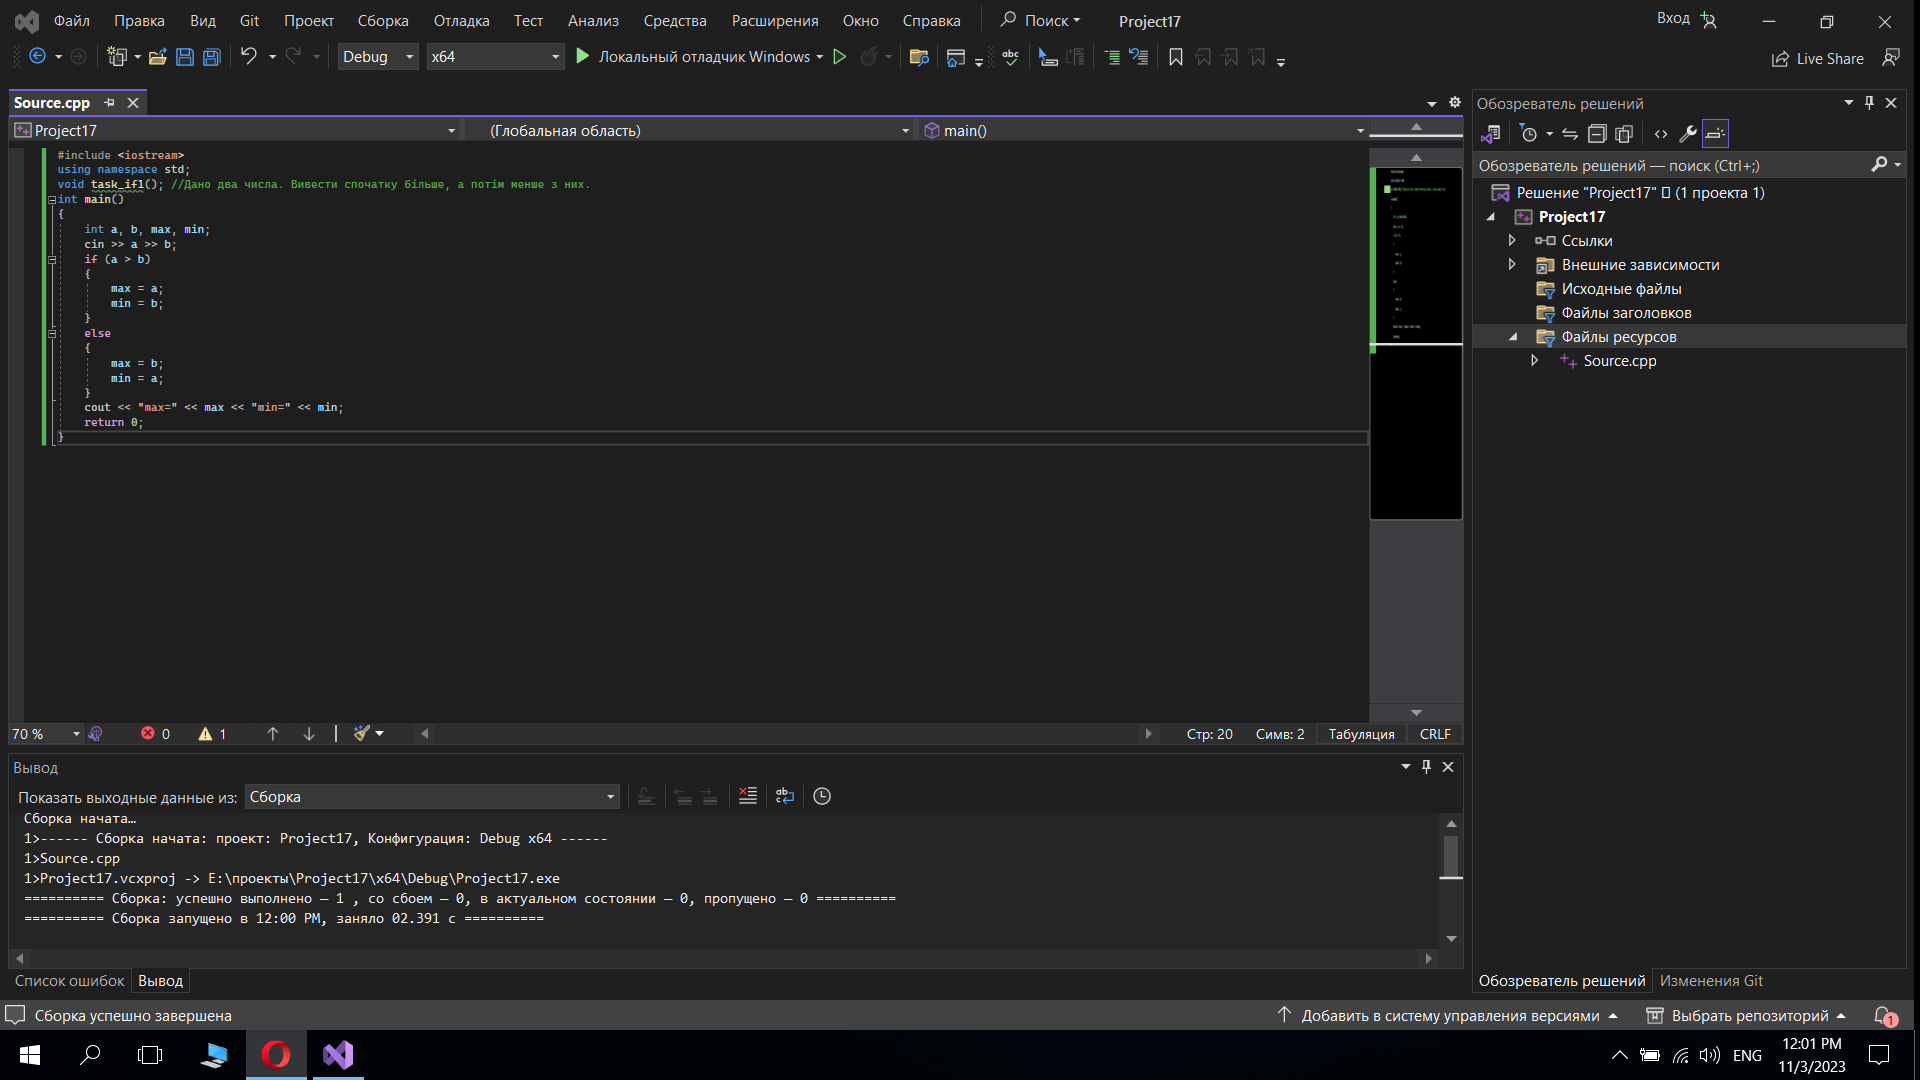 Файл Правка Вид Git Проект Сборка Отладка Тест Анализ Средства Расширения Окно Справка Поиск Project17 Вход
Debug x64 Локальный отладчик Windows Live Share
Source.cpp
Project17 (Глобальная область) main()
#include <iostream>
using namespace std;
void task_if1(); //Дано два числа. Вивести спочатку більше, а потім менше з них.
int main()
{
int a, b, max, min;
cin >> a >> b;
if (a > b)
{
max = a;
min = b;
}
else
{
max = b;
min = a;
}
cout << "max=" << max << "min=" << min;
return 0;
}
70 % 0 1 Стр: 20 Симв: 2 Табуляция CRLF
Вывод
Показать выходные данные из: Сборка
Сборка начата…
1>------ Сборка начата: проект: Project17, Конфигурация: Debug x64 ------
1>Source.cpp
1>Project17.vcxproj -> E:\проекты\Project17\x64\Debug\Project17.exe
========== Сборка: успешно выполнено — 1 , со сбоем — 0, в актуальном состоянии — 0, пропущено — 0 ==========
========== Сборка запущено в 12:00 PM, заняло 02.391 с ==========
Список ошибок Вывод
Обозреватель решений
Обозреватель решений — поиск (Ctrl+;)
Решение "Project17" (1 проекта 1)
Project17
Ссылки
Внешние зависимости
Исходные файлы
Файлы заголовков
Файлы ресурсов
Source.cpp
Обозреватель решений Изменения Git
Сборка успешно завершена Добавить в систему управления версиями Выбрать репозиторий 1
ENG 12:01 PM
11/3/2023